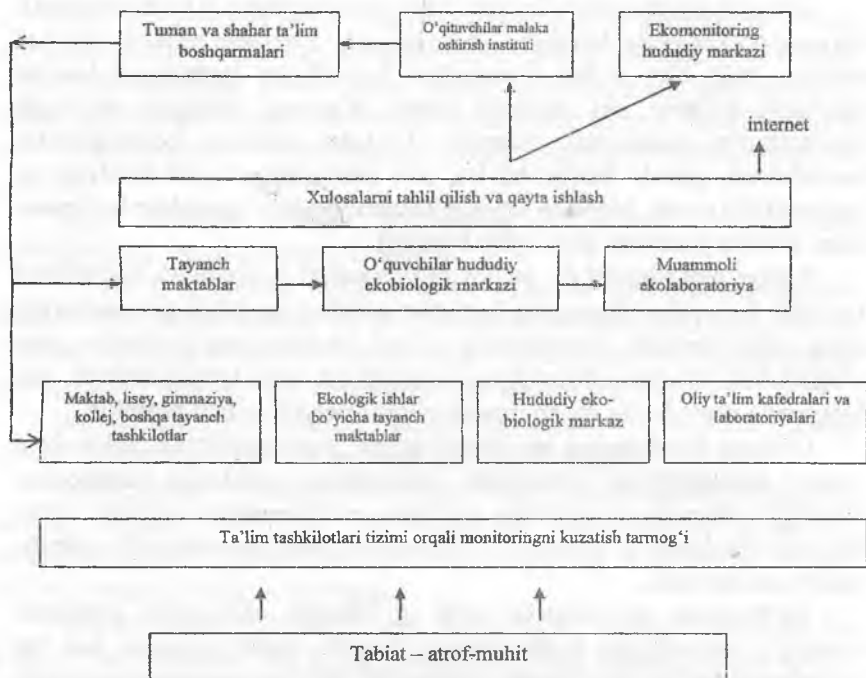 Tuman va shahar ta’lim
boshqarmalari
O‘qituvchilar malaka
oshirish instituti
Ekomonitoring
hududiy markazi
internet
Xulosalarni tahlil qilish va qayta ishlash
Tayanch
maktablar
O‘quvchilar hududiy
ekobiologik markazi
Muammoli
ekolaboratoriya
Maktab, lisey, gimnaziya,
kollej, boshqa tayanch
tashkilotlar
Ekologik ishlar
bo‘yicha tayanch
maktablar
Hududiy eko-
biologik markaz
Oliy ta’lim kafedralari va
laboratoriyalari
Ta’lim tashkilotlari tizimi orqali monitoringni kuzatish tarmog‘i
Tabiat – atrof-muhit